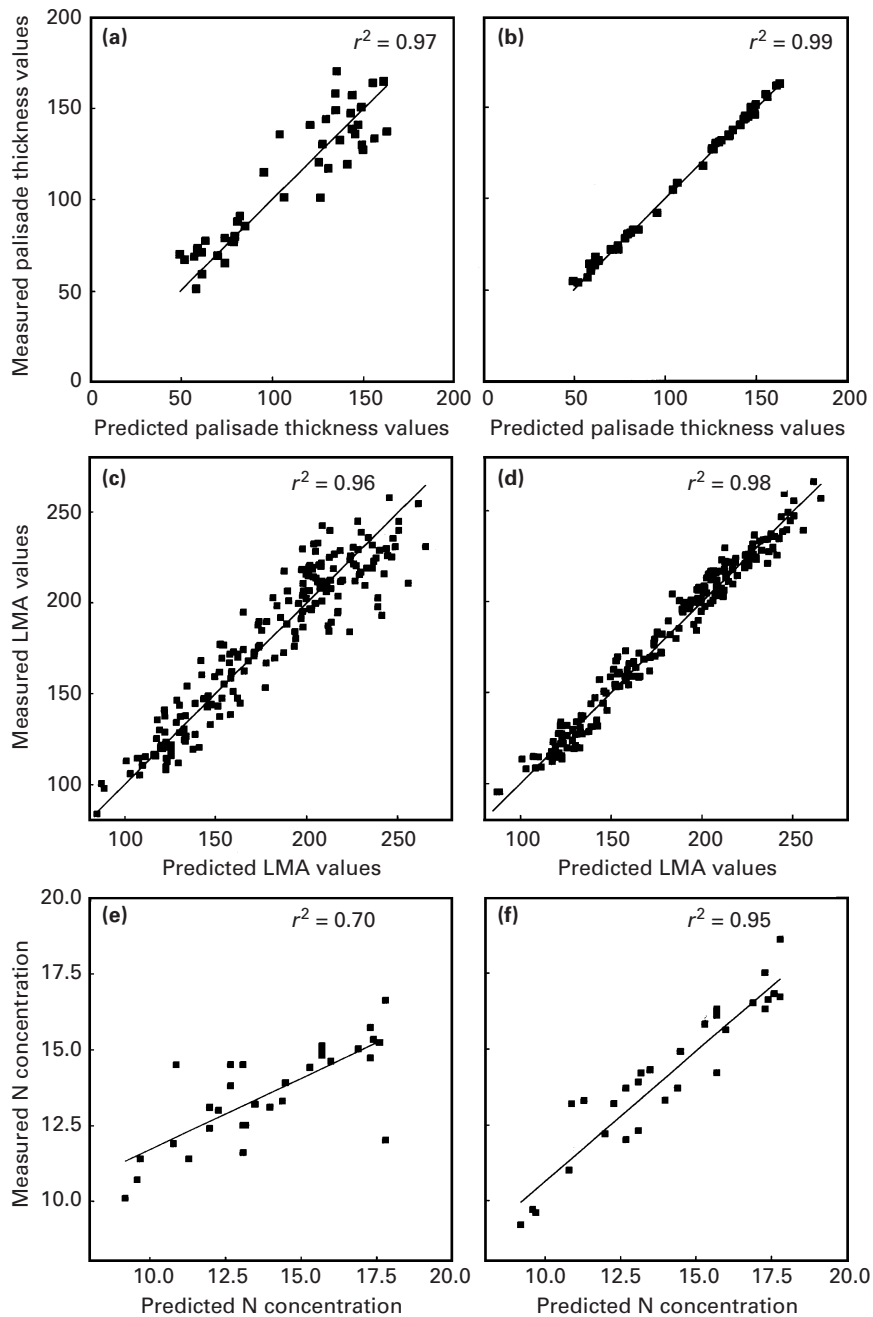 (a)
r² = 0.97
(b)
r² = 0.99
Measured palisade thickness values
200
150
100
50
0
0
50
100
150
200
50
100
150
200
Predicted palisade thickness values
Predicted palisade thickness values
(c)
r² = 0.96
(d)
r² = 0.98
Measured LMA values
250
200
150
100
100
150
200
250
100
150
200
250
Predicted LMA values
Predicted LMA values
(e)
r² = 0.70
(f)
r² = 0.95
Measured N concentration
20.0
17.5
15.0
12.5
10.0
10.0
12.5
15.0
17.5
20.0
10.0
12.5
15.0
17.5
20.0
Predicted N concentration
Predicted N concentration